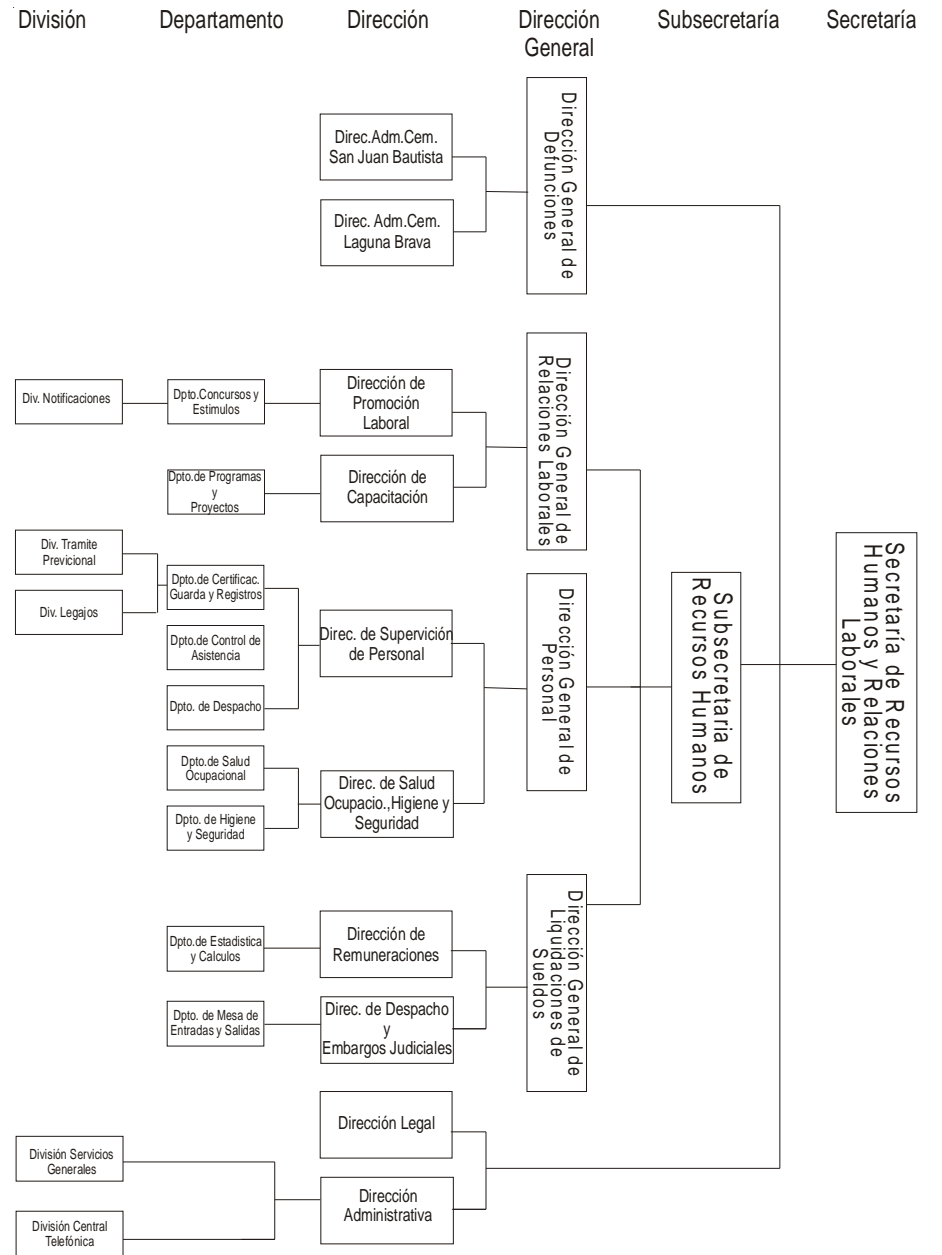 División
Departamento
Dirección
Dirección
General
Subsecretaría
Secretaría
Dirección General de
Defunciones
Direc.Adm.Cem.
San Juan Bautista
Direc. Adm.Cem.
Laguna Brava
Dirección General de
Relaciones Laborales
Dirección de
Promoción
Laboral
Dpto.Concursos y
Estimulos
Div. Notificaciones
Dirección de
Capacitación
Dpto.de Programas
y
Proyectos
Div. Tramite
Previcional
Div. Legajos
Dpto.de Certificac.
Guarda y Registros
Dpto.de Control de
Asistencia
Dpto. de Despacho
Direc. de Supervición
de Personal
Dirección General de
Personal
Subsecretaria de
Recursos Humanos
Secretaría de Recursos
Humanos y Relaciones
Laborales
Dpto.de Salud
Ocupacional
Dpto. de Higiene
y Seguridad
Direc. de Salud
Ocupacio.,Higiene y
Seguridad
Dirección General de
Liquidaciones de
Sueldos
Dpto.de Estadistica
y Calculos
Dirección de
Remuneraciones
Dpto. de Mesa de
Entradas y Salidas
Direc. de Despacho
y
Embargos Judiciales
Dirección Legal
División Servicios
Generales
Dirección
Administrativa
División Central
Telefónica